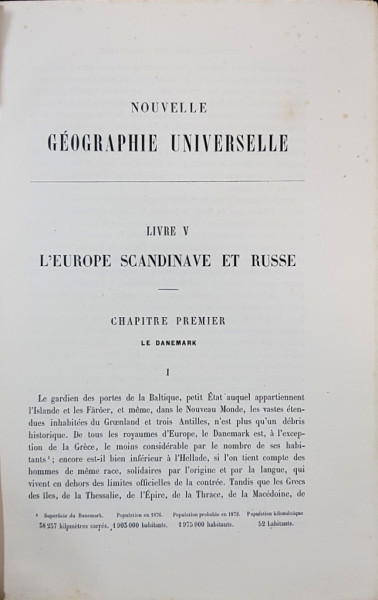 NOUVELLE
GÉOGRAPHIE UNIVERSELLE
LIVRE V
L'EUROPE SCANDINAVE ET RUSSE
CHAPITRE PREMIER
LE DANEMARK
I
Le gardien des portes de la Baltique, petit État auquel appartiennent
l'Islande et les Färöer, et même, dans le Nouveau Monde, les vastes éten-
dues inhabitées du Grœnland et trois Antilles, n'est plus qu'un débris
historique. De tous les royaumes d'Europe, le Danemark est, à l'excep-
tion de la Grèce, le moins considérable par le nombre de ses habi-
tants¹; encore est-il bien inférieur à l'Hellade, si l'on tient compte des
hommes de même race, solidaires par l'origine et par la langue, qui
vivent en dehors des limites officielles de la contrée. Tandis que les Grecs
des îles, de la Thessalie, de l'Épire, de la Thrace, de la Macédoine, de
¹ Superficie du Danemark. Population en 1876. Population probable en 1878. Population kilométrique
38 237 kilomètres carrés. 1 903 000 habitants. 1 975 000 habitants. 52 habitants.